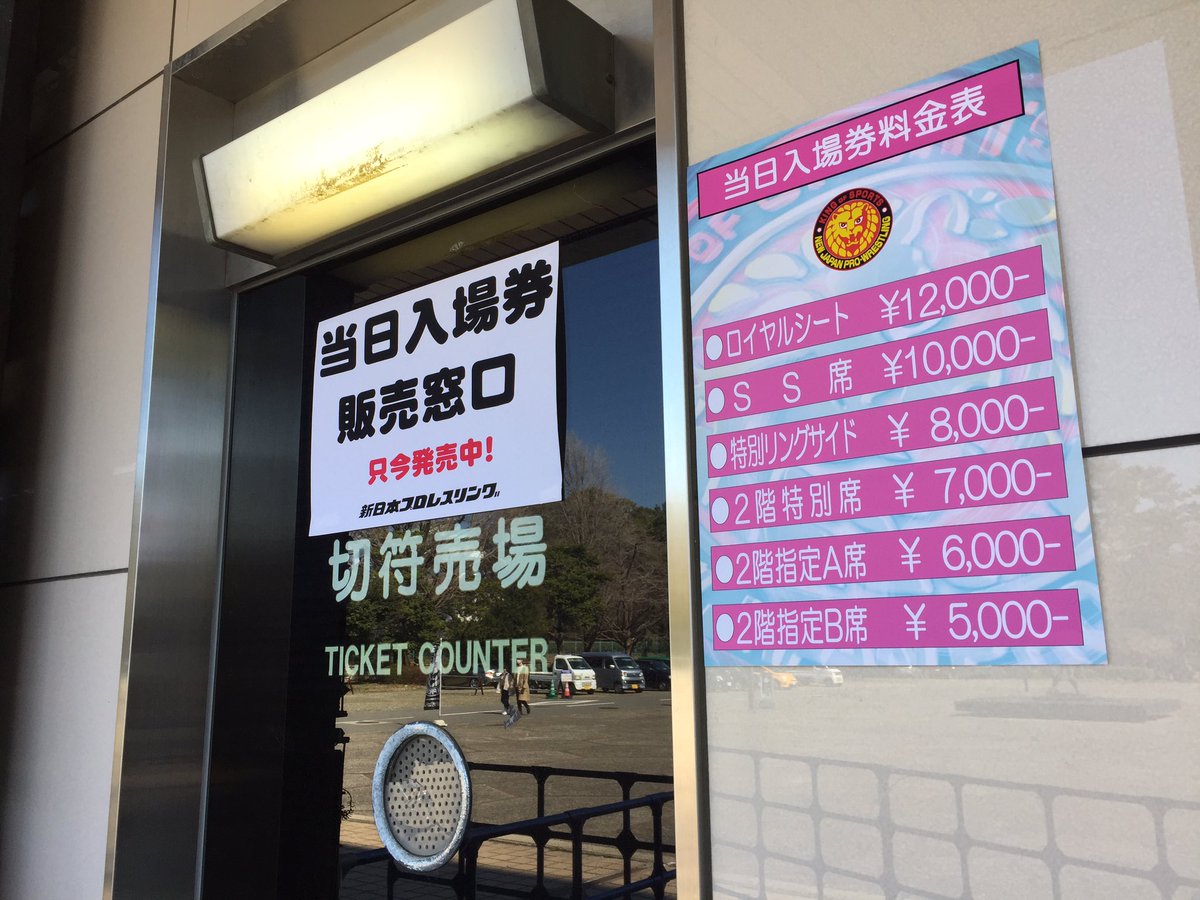 当日入場券
販売窓口
只今発売中!
新日本プロレスリング
切符売場
TICKET COUNTER
当日入場券料金表
KING OF SPORTS
NEW JAPAN PRO-WRESTLING
●ロイヤルシート ¥12,000-
●SS席 ¥10,000-
●特別リングサイド ¥8,000-
●2階特別席 ¥7,000-
●2階指定A席 ¥6,000-
●2階指定B席 ¥5,000-